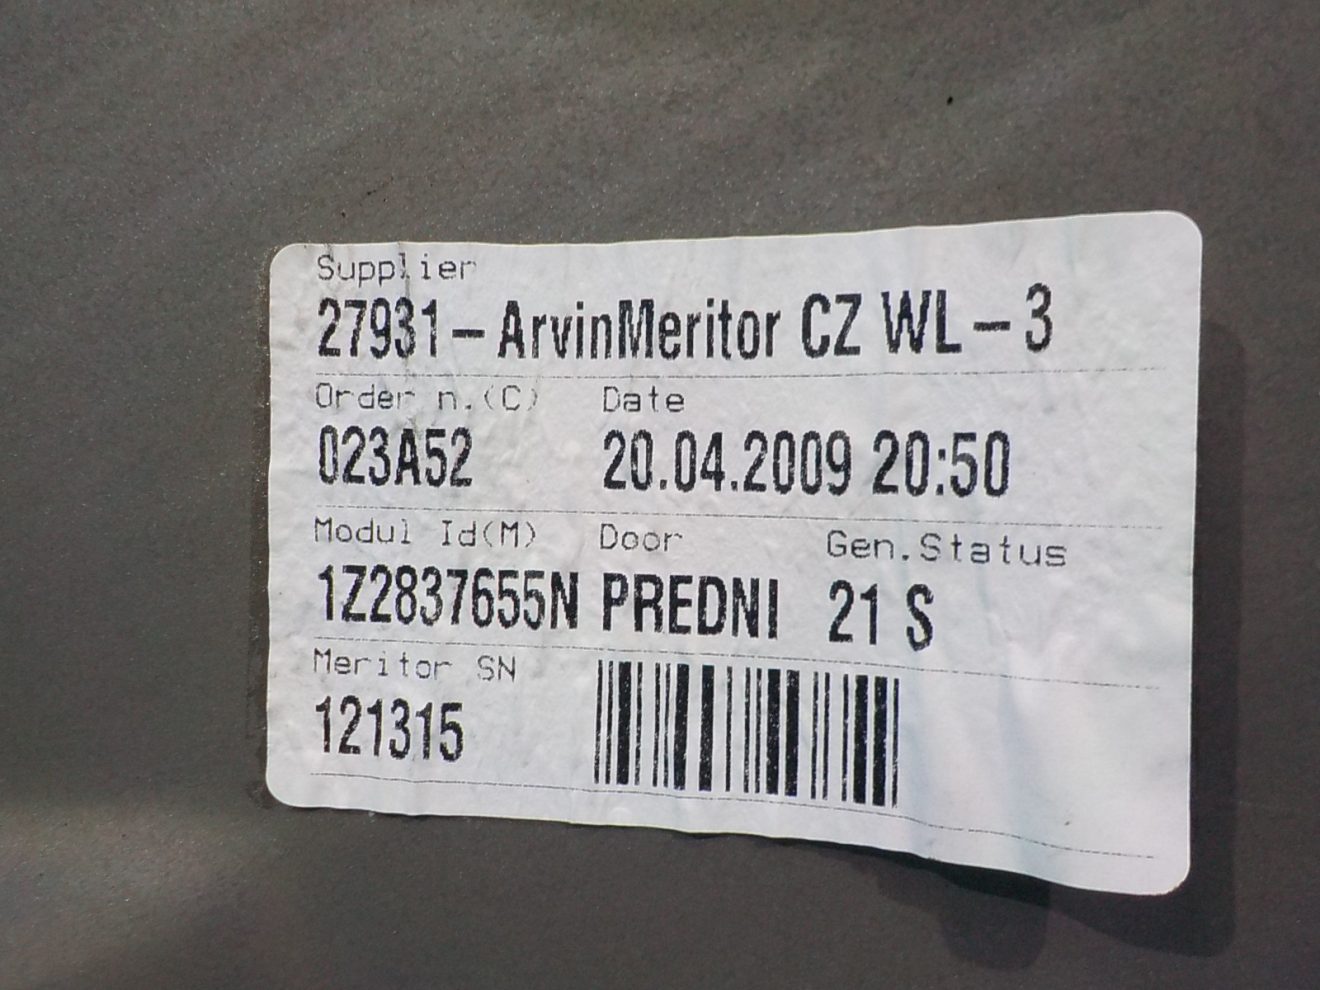 Supplier
27931-ArvinMeritor CZ WL-3
Order n.(C) Date
023A52 20.04.2009 20:50
Modul Id(M) Door Gen.Status
1Z2837655N PREDNI 21 S
Meritor SN
121315